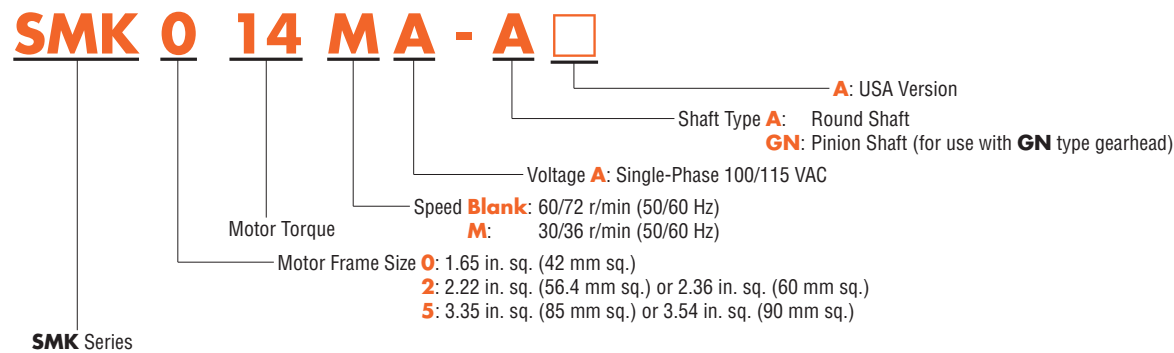 SMK 0 14 M A - A □
A: USA Version
Shaft Type A: Round Shaft
GN: Pinion Shaft (for use with GN type gearhead)
Voltage A: Single-Phase 100/115 VAC
Speed Blank: 60/72 r/min (50/60 Hz)
M: 30/36 r/min (50/60 Hz)
Motor Torque
Motor Frame Size 0: 1.65 in. sq. (42 mm sq.)
2: 2.22 in. sq. (56.4 mm sq.) or 2.36 in. sq. (60 mm sq.)
5: 3.35 in. sq. (85 mm sq.) or 3.54 in. sq. (90 mm sq.)
SMK Series